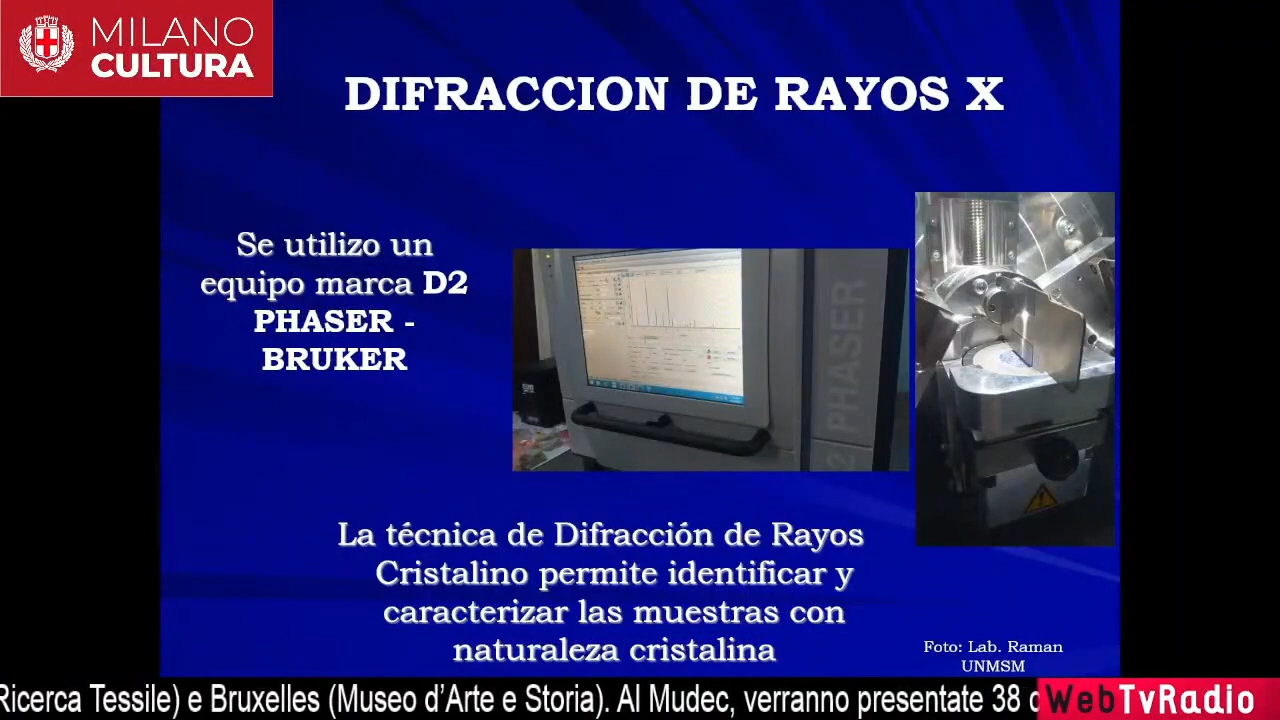 MILANO
CULTURA
DIFRACCION DE RAYOS X
Se utilizo un
equipo marca D2
PHASER -
BRUKER
2 PHASER
La técnica de Difracción de Rayos
Cristalino permite identificar y
caracterizar las muestras con
naturaleza cristalina
Foto: Lab. Raman
UNMSM
Ricerca Tessile) e Bruxelles (Museo d’Arte e Storia). Al Mudec, verranno presentate 38
WebTvRadio